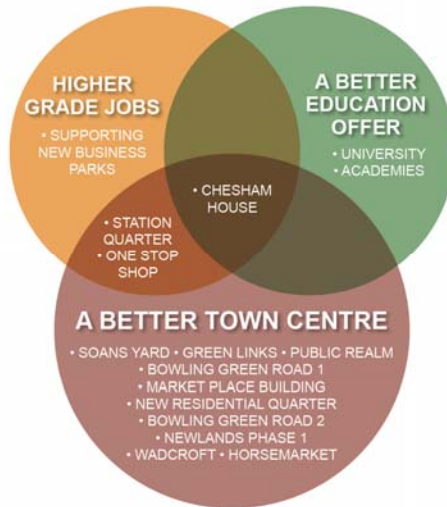 HIGHER
GRADE JOBS
• SUPPORTING
NEW BUSINESS
PARKS
A BETTER
EDUCATION
OFFER
• UNIVERSITY
• ACADEMIES
• CHESHAM
HOUSE
• STATION
QUARTER
• ONE STOP
SHOP
A BETTER TOWN CENTRE
• SOANS YARD • GREEN LINKS • PUBLIC REALM
• BOWLING GREEN ROAD 1
• MARKET PLACE BUILDING
• NEW RESIDENTIAL QUARTER
• BOWLING GREEN ROAD 2
• NEWLANDS PHASE 1
• WADCROFT • HORSEMARKET